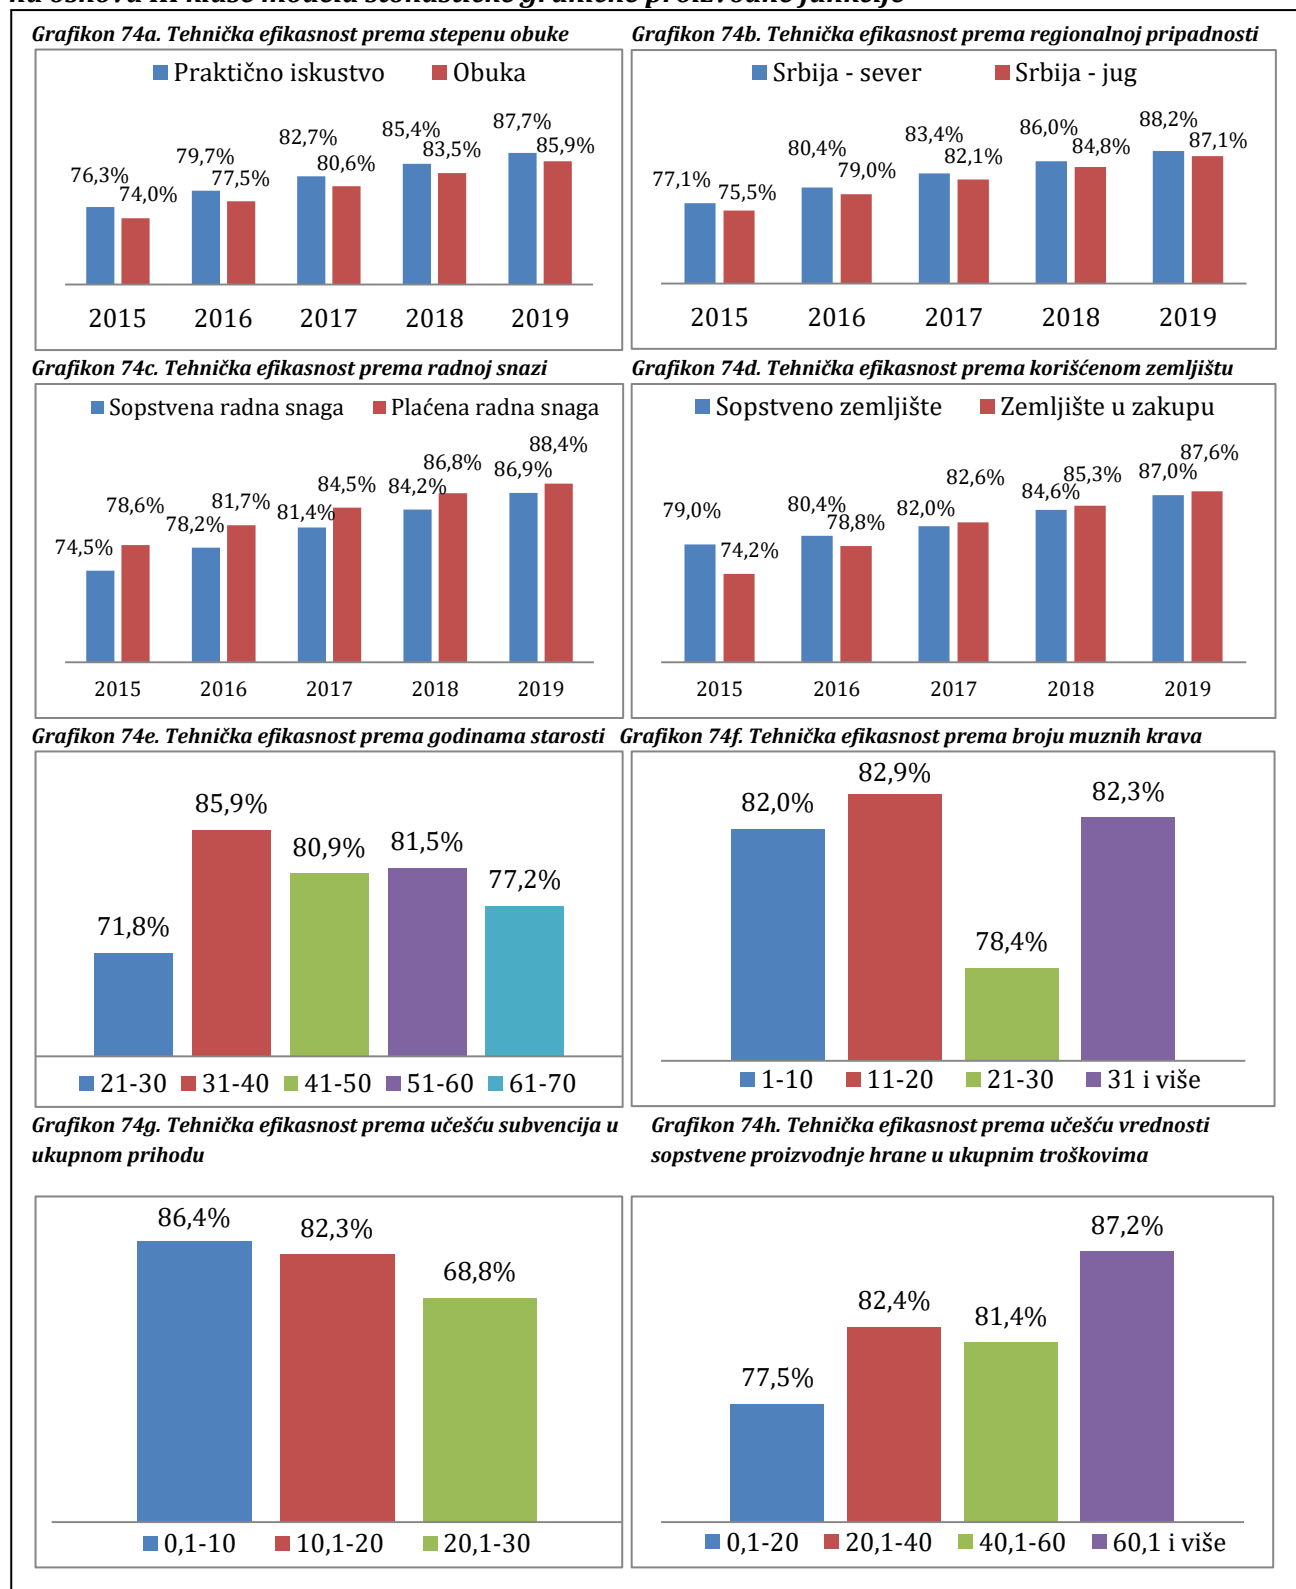 na osnovu III klase modela stohastičke granične proizvodne funkcije
Grafikon 74a. Tehnička efikasnost prema stepenu obuke
Praktično iskustvo Obuka
76,3% 74,0% 79,7% 77,5% 82,7% 80,6% 85,4% 83,5% 87,7% 85,9%
2015 2016 2017 2018 2019
Grafikon 74b. Tehnička efikasnost prema regionalnoj pripadnosti
Srbija - sever Srbija - jug
77,1% 75,5% 80,4% 79,0% 83,4% 82,1% 86,0% 84,8% 88,2% 87,1%
2015 2016 2017 2018 2019
Grafikon 74c. Tehnička efikasnost prema radnoj snazi
Sopstvena radna snaga Plaćena radna snaga
74,5% 78,6% 78,2% 81,7% 81,4% 84,5% 84,2% 86,8% 86,9% 88,4%
2015 2016 2017 2018 2019
Grafikon 74d. Tehnička efikasnost prema korišćenom zemljištu
Sopstveno zemljište Zemljište u zakupu
79,0% 74,2% 80,4% 78,8% 82,0% 82,6% 84,6% 85,3% 87,0% 87,6%
2015 2016 2017 2018 2019
Grafikon 74e. Tehnička efikasnost prema godinama starosti
71,8% 85,9% 80,9% 81,5% 77,2%
21-30 31-40 41-50 51-60 61-70
Grafikon 74f. Tehnička efikasnost prema broju muznih krava
82,0% 82,9% 78,4% 82,3%
1-10 11-20 21-30 31 i više
Grafikon 74g. Tehnička efikasnost prema učešću subvencija u
ukupnom prihodu
86,4% 82,3% 68,8%
0,1-10 10,1-20 20,1-30
Grafikon 74h. Tehnička efikasnost prema učešću vrednosti
sopstvene proizvodnje hrane u ukupnim troškovima
77,5% 82,4% 81,4% 87,2%
0,1-20 20,1-40 40,1-60 60,1 i više